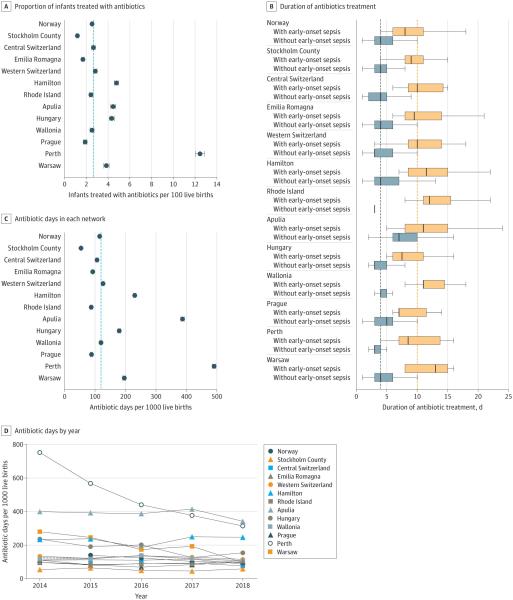 A Proportion of infants treated with antibiotics
Norway
Stockholm County
Central Switzerland
Emilia Romagna
Western Switzerland
Hamilton
Rhode Island
Apulia
Hungary
Wallonia
Prague
Perth
Warsaw
0 2 4 6 8 10 12 14
Infants treated with antibiotics per 100 live births
B Duration of antibiotics treatment
Norway
With early-onset sepsis
Without early-onset sepsis
Stockholm County
With early-onset sepsis
Without early-onset sepsis
Central Switzerland
With early-onset sepsis
Without early-onset sepsis
Emilia Romagna
With early-onset sepsis
Without early-onset sepsis
Western Switzerland
With early-onset sepsis
Without early-onset sepsis
Hamilton
With early-onset sepsis
Without early-onset sepsis
Rhode Island
With early-onset sepsis
Without early-onset sepsis
Apulia
With early-onset sepsis
Without early-onset sepsis
Hungary
With early-onset sepsis
Without early-onset sepsis
Wallonia
With early-onset sepsis
Without early-onset sepsis
Prague
With early-onset sepsis
Without early-onset sepsis
Perth
With early-onset sepsis
Without early-onset sepsis
Warsaw
With early-onset sepsis
Without early-onset sepsis
0 5 10 15 20 25
Duration of antibiotic treatment, d
C Antibiotic days in each network
Norway
Stockholm County
Central Switzerland
Emilia Romagna
Western Switzerland
Hamilton
Rhode Island
Apulia
Hungary
Wallonia
Prague
Perth
Warsaw
0 100 200 300 400 500
Antibiotic days per 1000 live births
D Antibiotic days by year
Antibiotic days per 1000 live births
800
600
400
200
0
2014 2015 2016 2017 2018
Year
Norway
Stockholm County
Central Switzerland
Emilia Romagna
Western Switzerland
Hamilton
Rhode Island
Apulia
Hungary
Wallonia
Prague
Perth
Warsaw